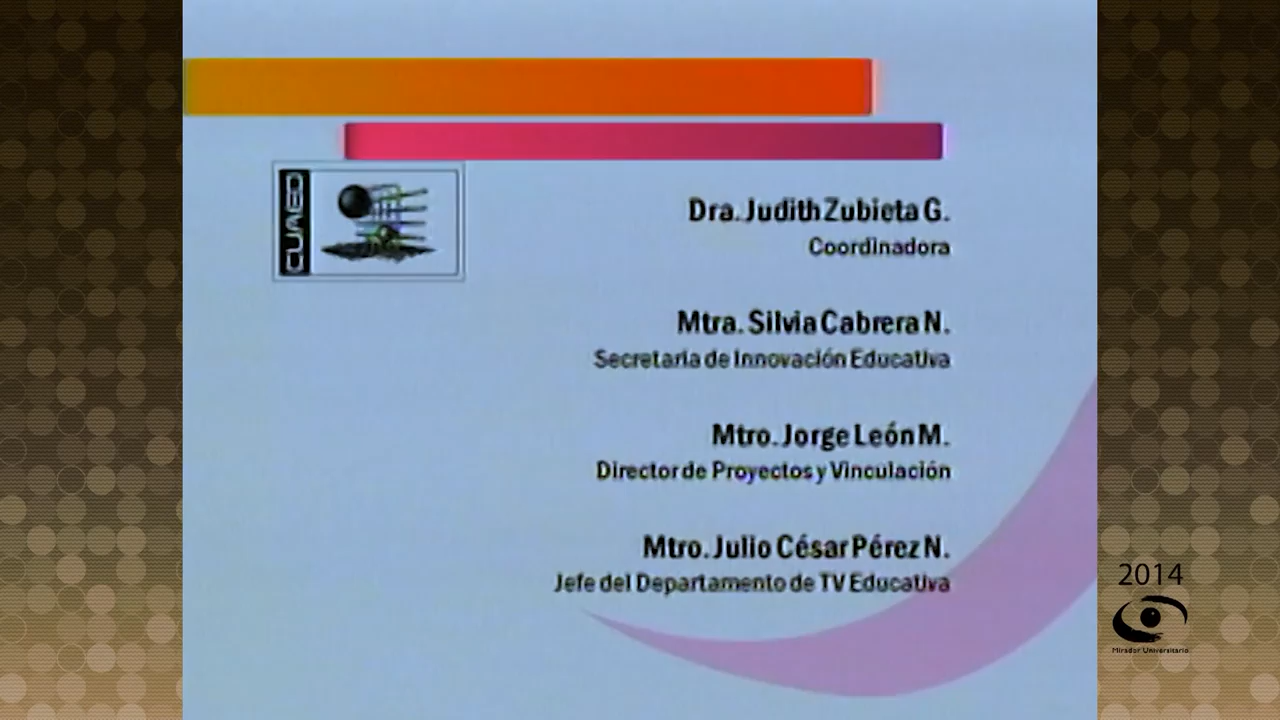 CUAED
Dra. Judith Zubieta G.
Coordinadora
Mtra. Silvia Cabrera N.
Secretaria de Innovación Educativa
Mtro. Jorge León M.
Director de Proyectos y Vinculación
Mtro. Julio César Pérez N.
Jefe del Departamento de TV Educativa
2014
Mirador Universitario